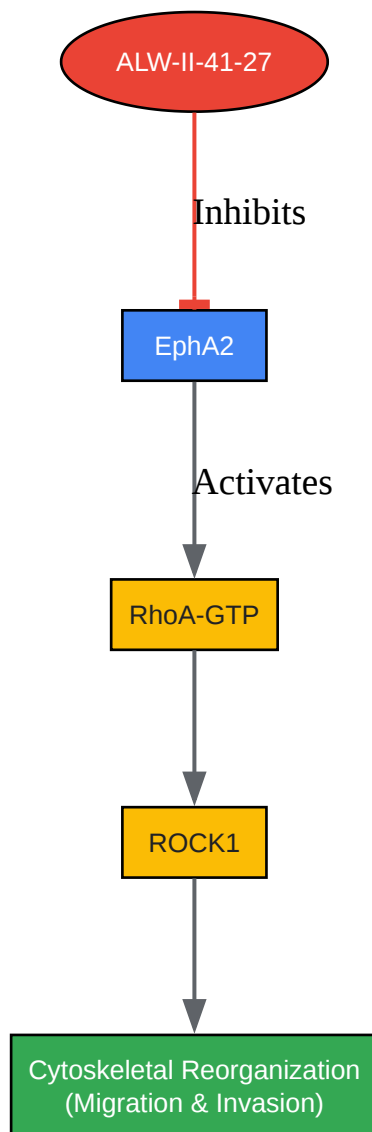 ALW-II-41-27
Inhibits
EphA2
Activates
RhoA-GTP
ROCK1
Cytoskeletal Reorganization
(Migration & Invasion)